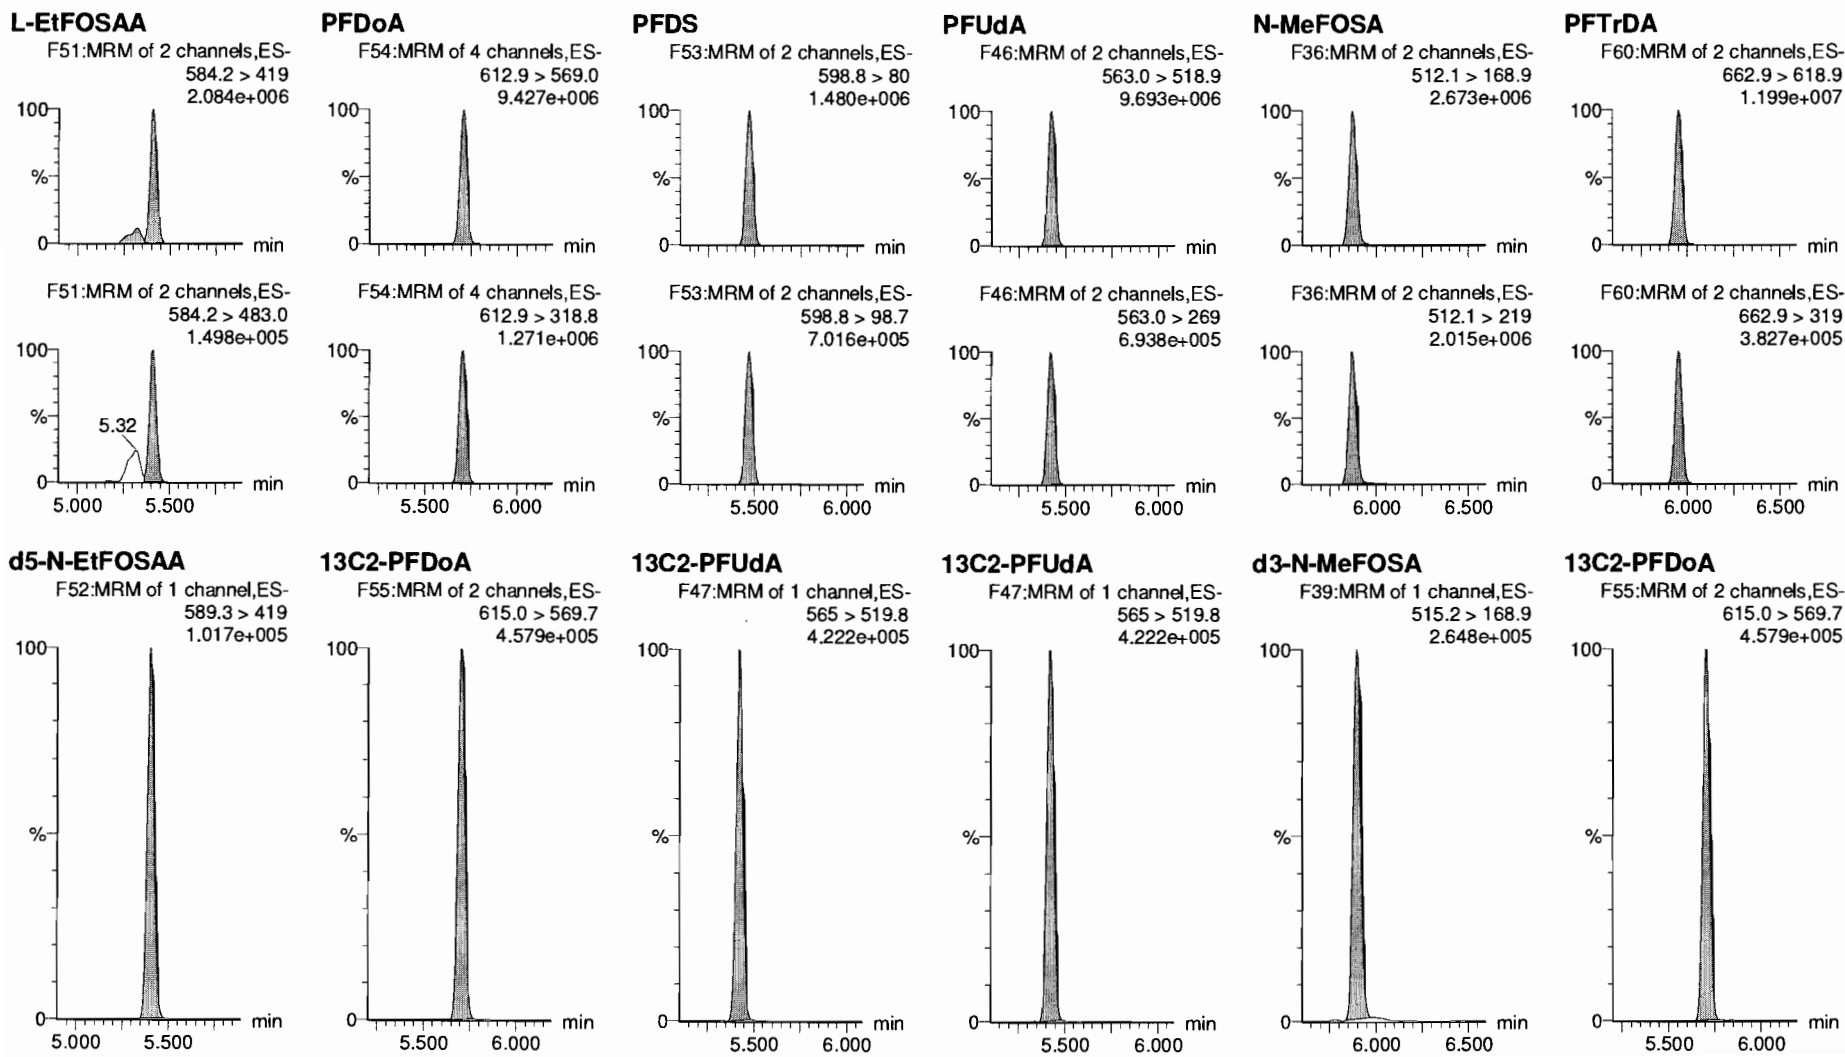 L-EtFOSAA
F51:MRM of 2 channels,ES-
584.2 > 419
2.084e+006
100
%
0
min
F51:MRM of 2 channels,ES-
584.2 > 483.0
1.498e+005
100
%
5.32
0
min
5.000 5.500
PFDoA
F54:MRM of 4 channels,ES-
612.9 > 569.0
9.427e+006
100
%
0
min
F54:MRM of 4 channels,ES-
612.9 > 318.8
1.271e+006
100
%
0
min
5.500 6.000
PFDS
F53:MRM of 2 channels,ES-
598.8 > 80
1.480e+006
100
%
0
min
F53:MRM of 2 channels,ES-
598.8 > 98.7
7.016e+005
100
%
0
min
5.500 6.000
PFUdA
F46:MRM of 2 channels,ES-
563.0 > 518.9
9.693e+006
100
%
0
min
F46:MRM of 2 channels,ES-
563.0 > 269
6.938e+005
100
%
0
min
5.500 6.000
N-MeFOSA
F36:MRM of 2 channels,ES-
512.1 > 168.9
2.673e+006
100
%
0
min
F36:MRM of 2 channels,ES-
512.1 > 219
2.015e+006
100
%
0
min
6.000 6.500
PFTrDA
F60:MRM of 2 channels,ES-
662.9 > 618.9
1.199e+007
100
%
0
min
F60:MRM of 2 channels,ES-
662.9 > 319
3.827e+005
100
%
0
min
6.000 6.500
d5-N-EtFOSAA
F52:MRM of 1 channel,ES-
589.3 > 419
1.017e+005
100
%
0
min
5.000 5.500
13C2-PFDoA
F55:MRM of 2 channels,ES-
615.0 > 569.7
4.579e+005
100
%
0
min
5.500 6.000
13C2-PFUdA
F47:MRM of 1 channel,ES-
565 > 519.8
4.222e+005
100
%
0
min
5.500 6.000
13C2-PFUdA
F47:MRM of 1 channel,ES-
565 > 519.8
4.222e+005
100
%
0
min
5.500 6.000
d3-N-MeFOSA
F39:MRM of 1 channel,ES-
515.2 > 168.9
2.648e+005
100
%
0
min
6.000 6.500
13C2-PFDoA
F55:MRM of 2 channels,ES-
615.0 > 569.7
4.579e+005
100
%
0
min
5.500 6.000